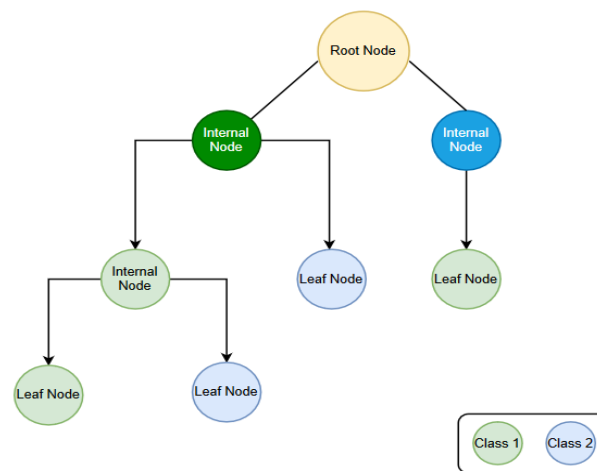 Root Node
Internal
Node
Internal
Node
Internal
Node
Leaf Node
Leaf Node
Leaf Node
Leaf Node
Class 1
Class 2